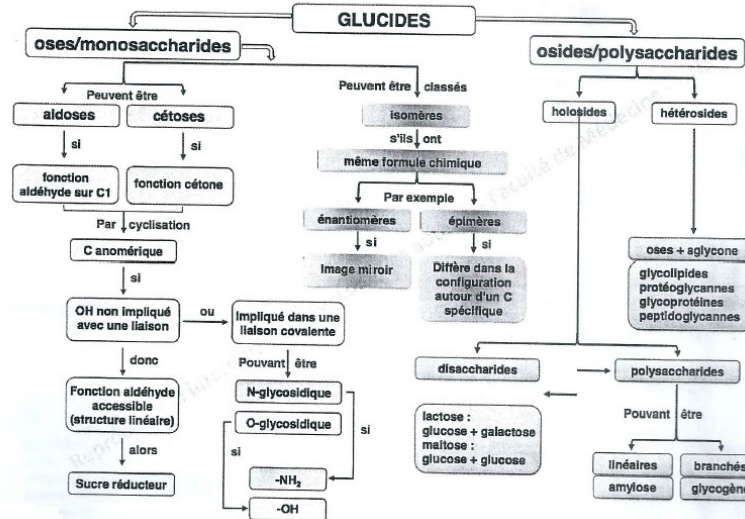 GLUCIDES
oses/monosaccharides
osides/polysaccharides
Peuvent être
aldoses
cétoses
si
si
fonction
aldéhyde sur C1
fonction cétone
Par cyclisation
C anomérique
si
OH non impliqué
avec une liaison
ou
Impliqué dans une
liaison covalente
donc
Fonction aldéhyde
accessible
(structure linéaire)
alors
Sucre réducteur
Pouvant être
N-glycosidique
O-glycosidique
si
si
-NH2
-OH
Peuvent être classés
isomères
s'ils ont
même formule chimique
Par exemple
énantiomères
épimères
si
si
Image miroir
Diffère dans la
configuration
autour d'un C
spécifique
holosides
hétérosides
oses + aglycone
glycolipides
protéoglycannes
glycoprotéines
peptidoglycannes
disaccharides
polysaccharides
lactose :
glucose + galactose
maltose :
glucose + glucose
Pouvant être
linéaires
branchés
amylose
glycogène
Faculté de Médecine